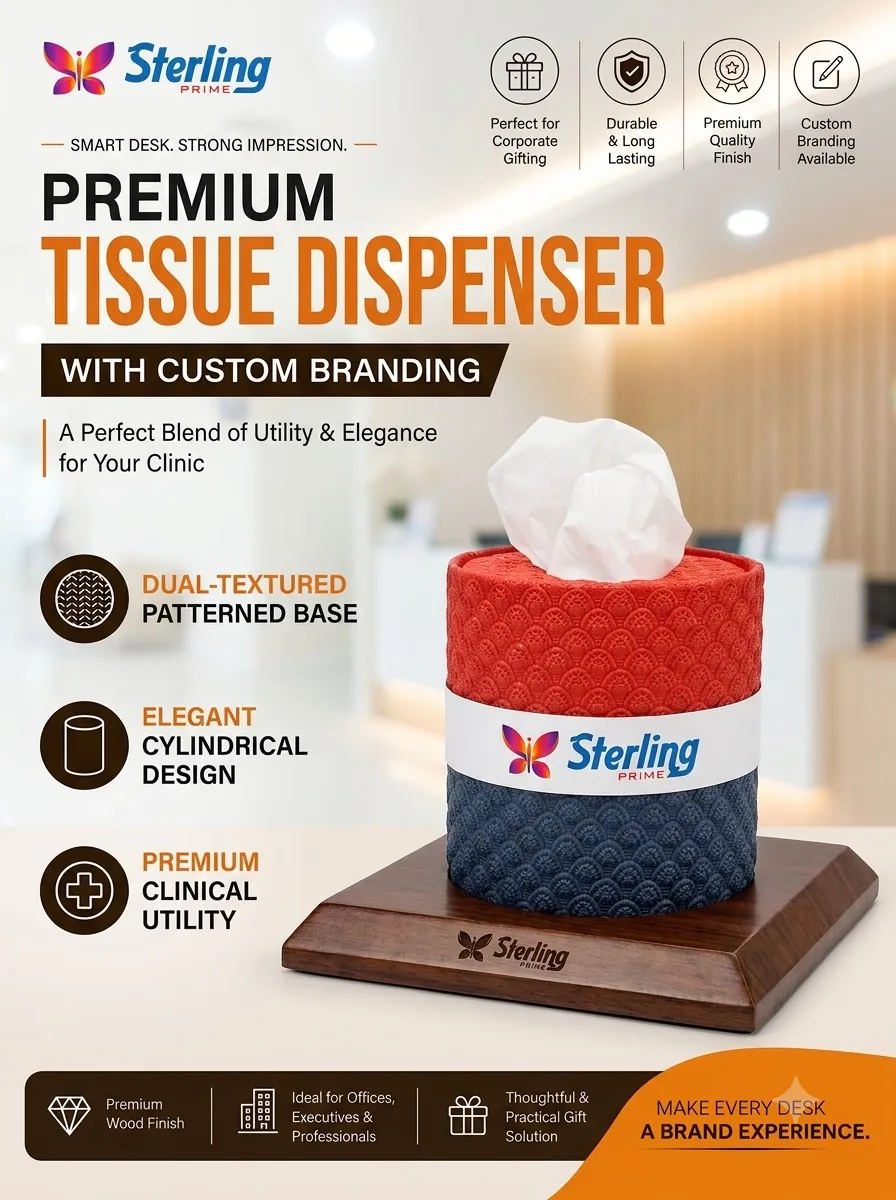 Sterling
PRIME
Perfect for
Corporate
Gifting
Durable
& Long
Lasting
Premium
Quality
Finish
Custom
Branding
Available
SMART DESK. STRONG IMPRESSION.
PREMIUM
TISSUE DISPENSER
WITH CUSTOM BRANDING
A Perfect Blend of Utility & Elegance
for Your Clinic
DUAL-TEXTURED
PATTERNED BASE
ELEGANT
CYLINDRICAL
DESIGN
PREMIUM
CLINICAL
UTILITY
Sterling
PRIME
Sterling
PRIME
Premium
Wood Finish
Ideal for Offices,
Executives &
Professionals
Thoughtful &
Practical Gift
Solution
MAKE EVERY DESK
A BRAND EXPERIENCE.